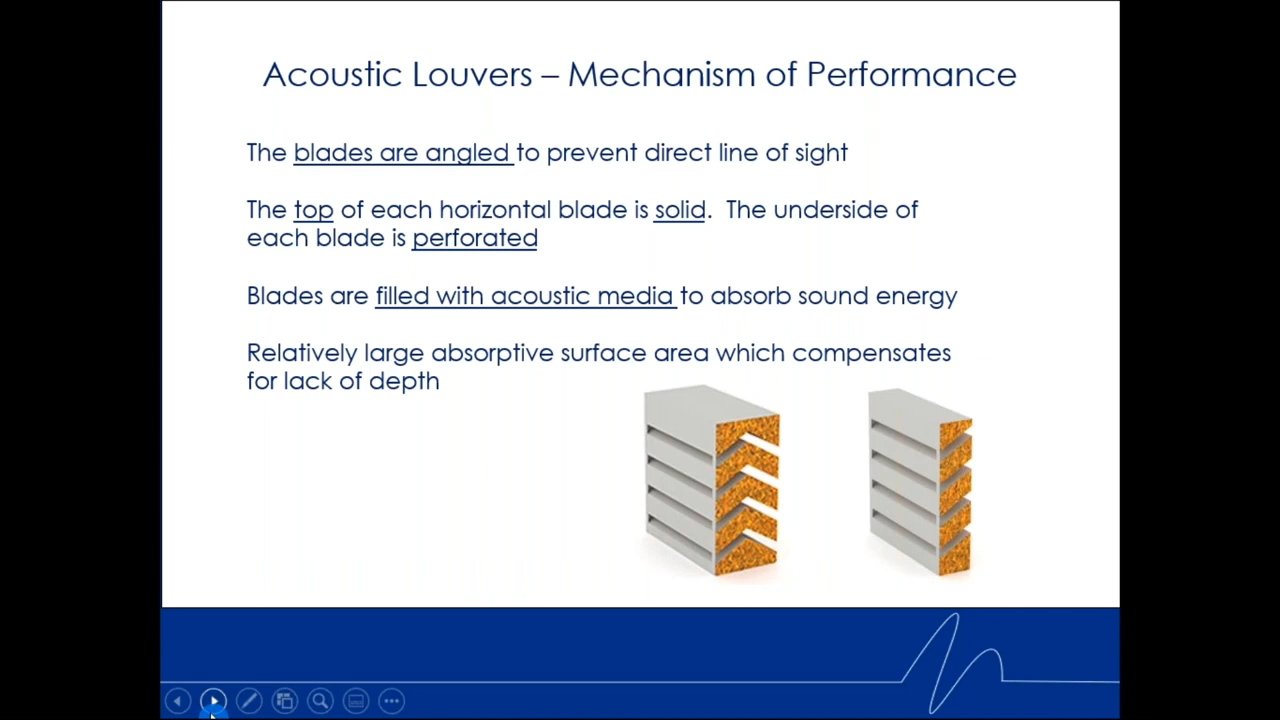 Acoustic Louvers – Mechanism of Performance
The blades are angled to prevent direct line of sight
The top of each horizontal blade is solid.  The underside of
each blade is perforated
Blades are filled with acoustic media to absorb sound energy
Relatively large absorptive surface area which compensates
for lack of depth